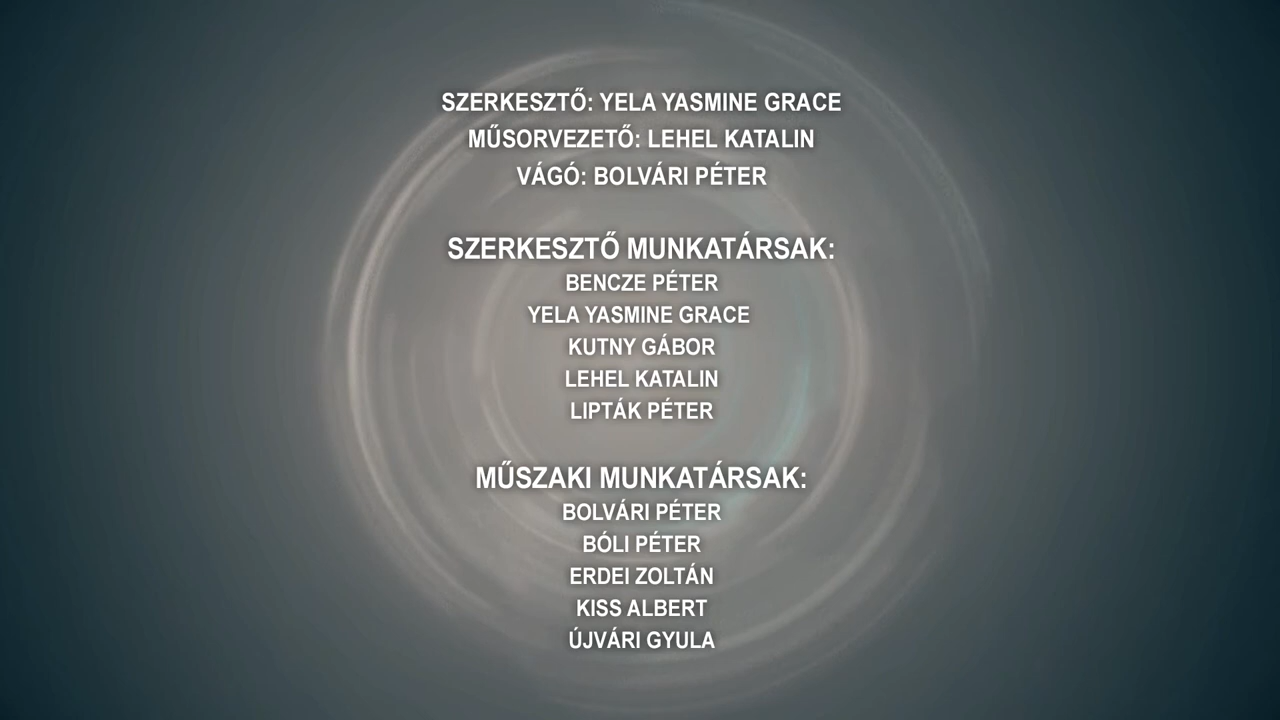 SZERKESZTŐ: YELA YASMINE GRACE
MŰSORVEZETŐ: LEHEL KATALIN
VÁGÓ: BOLVÁRI PÉTER
SZERKESZTŐ MUNKATÁRSAK:
BENCZE PÉTER
YELA YASMINE GRACE
KUTNY GÁBOR
LEHEL KATALIN
LIPTÁK PÉTER
MŰSZAKI MUNKATÁRSAK:
BOLVÁRI PÉTER
BÓLI PÉTER
ERDEI ZOLTÁN
KISS ALBERT
ÚJVÁRI GYULA